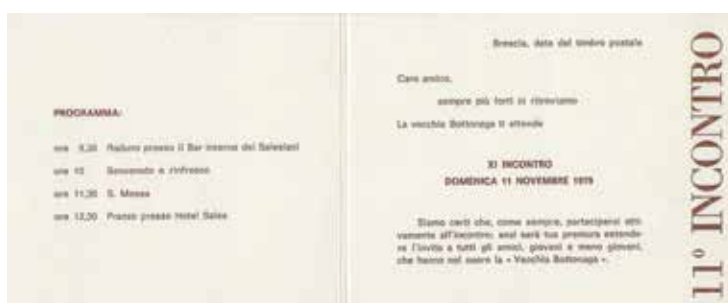 PROGRAMMA:
ore 9,30 Raduno presso il Bar interno dei Salesiani
ore 10 Benvenuto e rinfresco
ore 11,30 S. Messa
ore 12,30 Pranzo presso Hotel
Brescia, data del timbro postale
Caro amico,
sempre più forti ci ritroviamo
La vecchia Bottonaga ti attende
XI INCONTRO
DOMENICA 11 NOVEMBRE
Siamo certi che, come sempre, parteciperai atti-
vamente all'incontro; anzi sarà tua premura estende-
re l'invito a tutti gli amici, giovani e meno giovani,
che hanno nel cuore la « Vecchia Bottonaga ».
11° INCONTRO